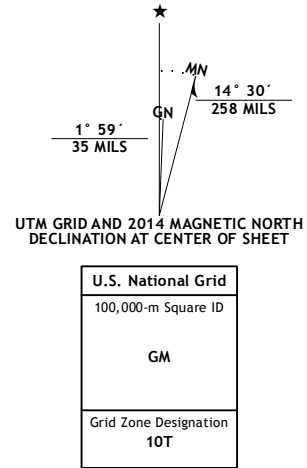 ★
MN
GN
14° 30´
258 MILS
1° 59´
35 MILS
UTM GRID AND 2014 MAGNETIC NORTH
DECLINATION AT CENTER OF SHEET
U.S. National Grid
100,000-m Square ID
GM
Grid Zone Designation
10T